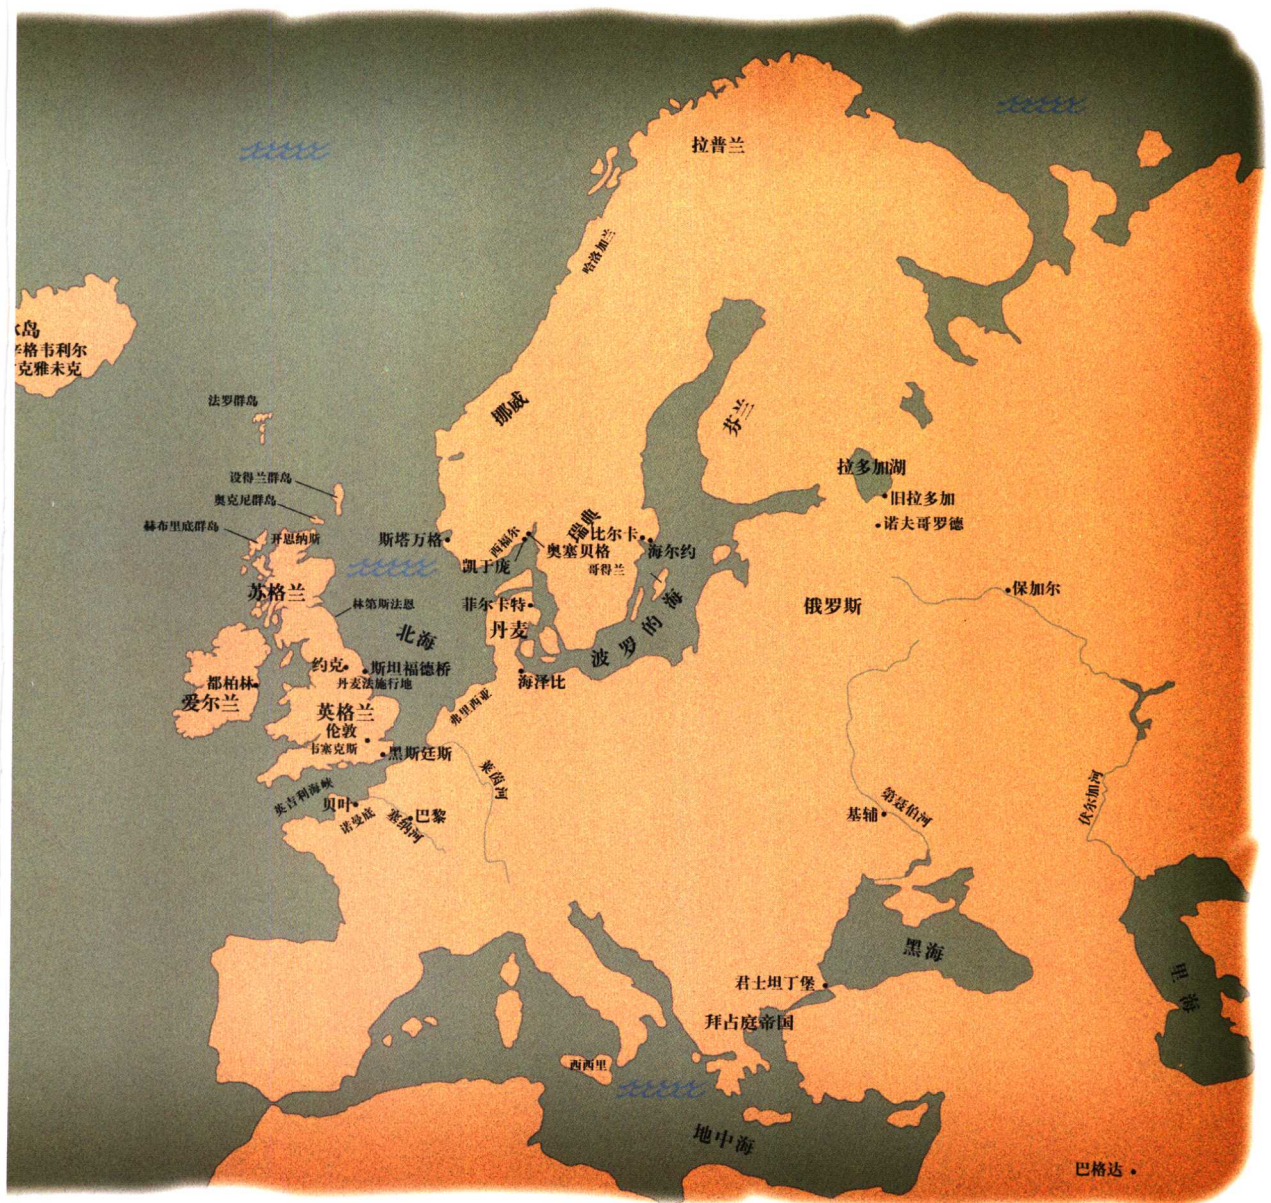 拉普兰
哈洛加兰
冰岛
辛格韦利尔
克雅未克
法罗群岛
挪威
芬兰
设得兰群岛
奥克尼群岛
赫布里底群岛
开恩纳斯
拉多加湖
旧拉多加
诺夫哥罗德
斯塔万格
西福尔
瑞典
比尔卡
海尔约
奥塞贝格
凯于庞
哥得兰
苏格兰
林第斯法恩
菲尔卡特
丹麦
北海
波罗的海
俄罗斯
保加尔
约克
斯坦福德桥
丹麦法施行地
都柏林
爱尔兰
海泽比
弗里西亚
英格兰
伦敦
韦塞克斯
黑斯廷斯
英吉利海峡
贝叶
诺曼底
塞纳河
巴黎
莱茵河
基辅
第聂伯河
伏尔加河
黑海
里海
君士坦丁堡
拜占庭帝国
西西里
地中海
巴格达